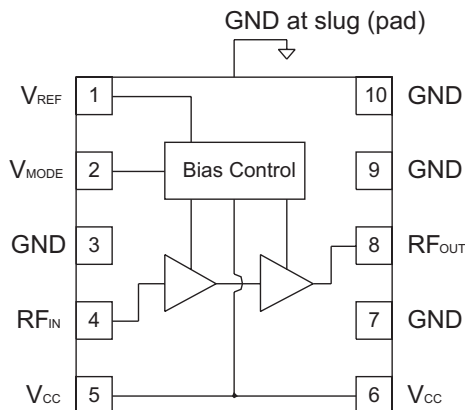 GND at slug (pad)
VREF 1 10 GND
VMODE 2 Bias Control 9 GND
GND 3 8 RFOUT
RFIN 4 7 GND
VCC 5 6 VCC